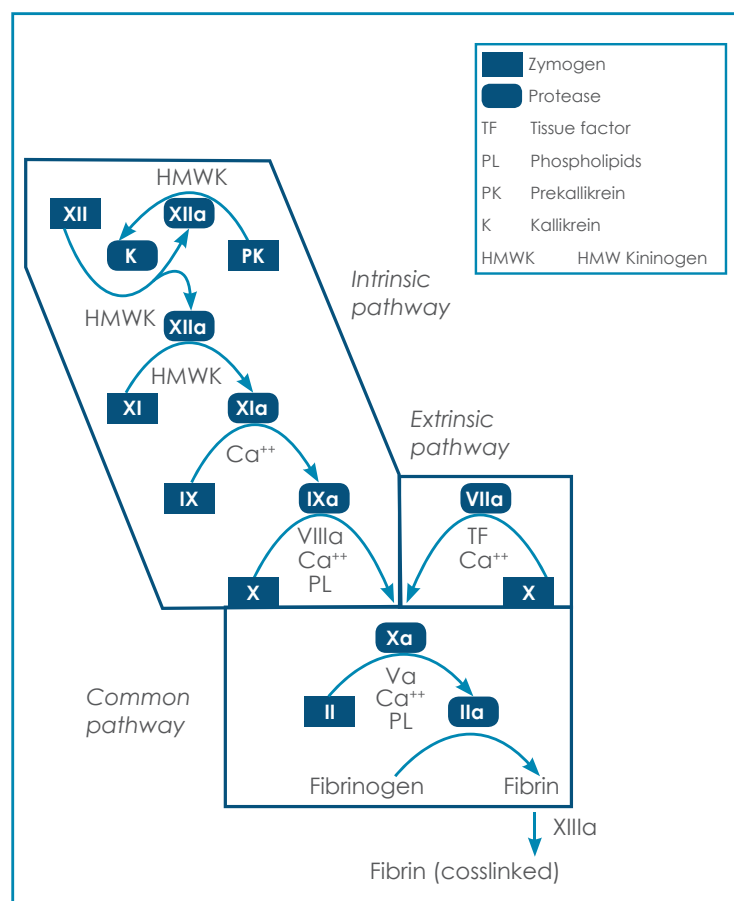 Zymogen
Protease
TF Tissue factor
PL Phospholipids
PK Prekallikrein
K Kallikrein
HMWK HMW Kininogen
HMWK
XII
XIIa
K
PK
Intrinsic
pathway
HMWK
XIIa
HMWK
XI
XIa
Extrinsic
pathway
Ca⁺⁺
IX
IXa
VIIa
VIIIa
Ca⁺⁺
PL
TF
Ca⁺⁺
X
X
Xa
Common
pathway
Va
Ca⁺⁺
PL
II
IIa
Fibrinogen
Fibrin
XIIIa
Fibrin (cosslinked)